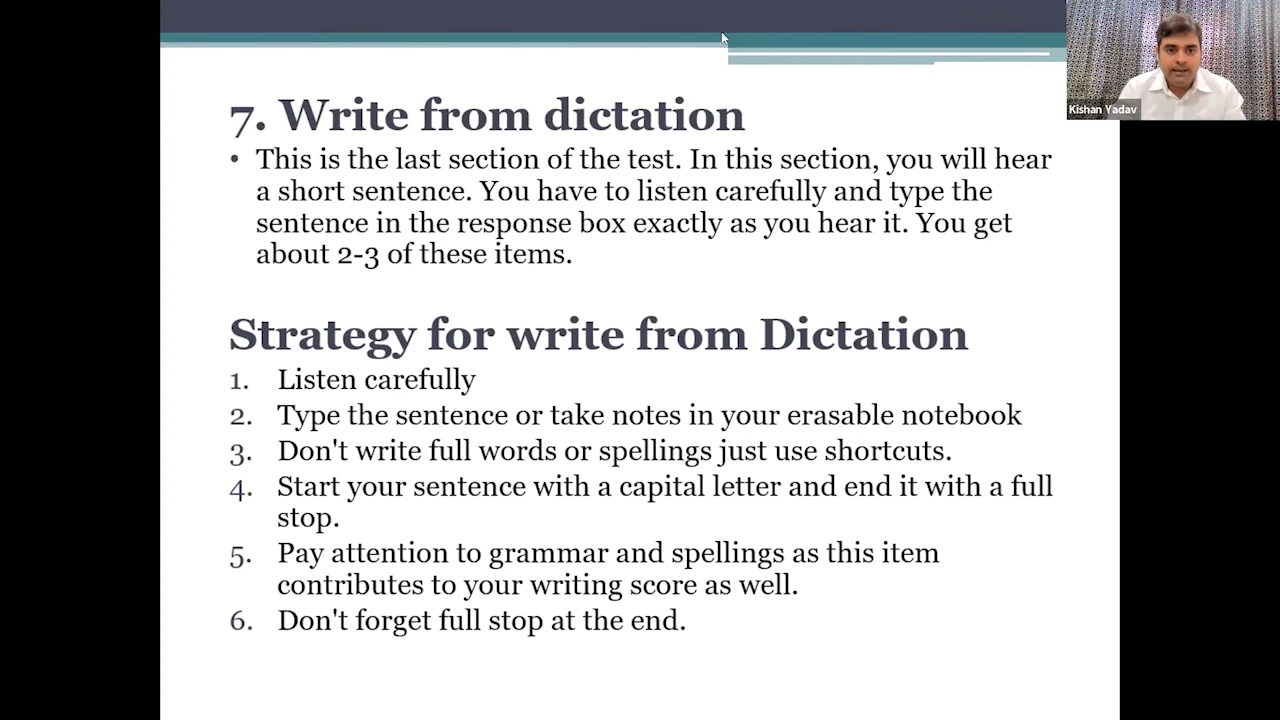 7. Write from dictation
• This is the last section of the test. In this section, you will hear
a short sentence. You have to listen carefully and type the
sentence in the response box exactly as you hear it. You get
about 2-3 of these items.
Strategy for write from Dictation
1. Listen carefully
2. Type the sentence or take notes in your erasable notebook
3. Don't write full words or spellings just use shortcuts.
4. Start your sentence with a capital letter and end it with a full
stop.
5. Pay attention to grammar and spellings as this item
contributes to your writing score as well.
6. Don't forget full stop at the end.
Kishan Yadav